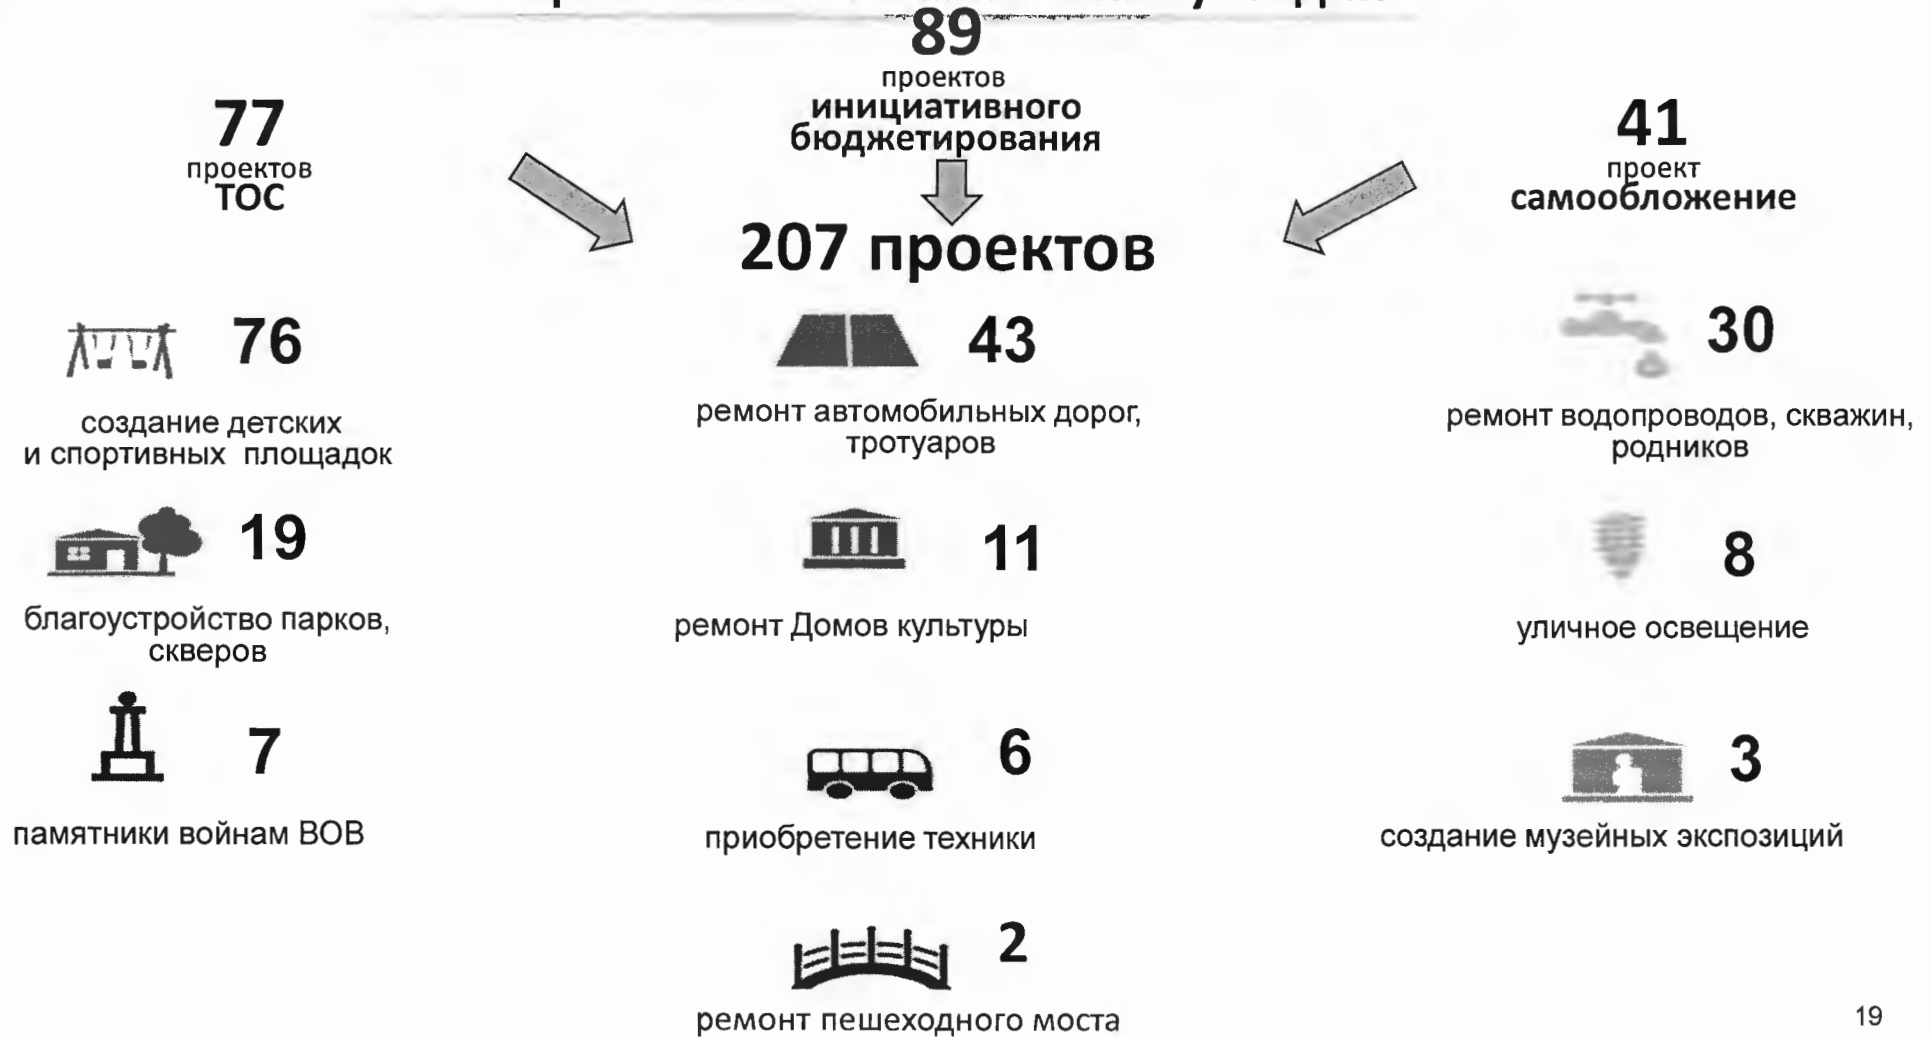 89
проектов
инициативного
бюджетирования
77
проектов
ТОС
41
проект
самообложение
207 проектов
76
создание детских
и спортивных площадок
43
ремонт автомобильных дорог,
тротуаров
30
ремонт водопроводов, скважин,
родников
19
благоустройство парков,
скверов
11
ремонт Домов культуры
8
уличное освещение
7
памятники войнам ВОВ
6
приобретение техники
3
создание музейных экспозиций
2
ремонт пешеходного моста
19